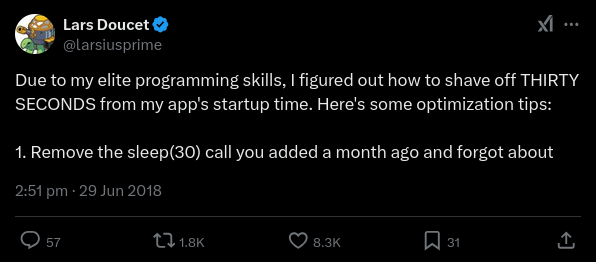 Lars Doucet
@larsiusprime
Due to my elite programming skills, I figured out how to shave off THIRTY
SECONDS from my app's startup time. Here's some optimization tips:
1. Remove the sleep(30) call you added a month ago and forgot about
2:51 pm · 29 Jun 2018
57 1.8K 8.3K 31